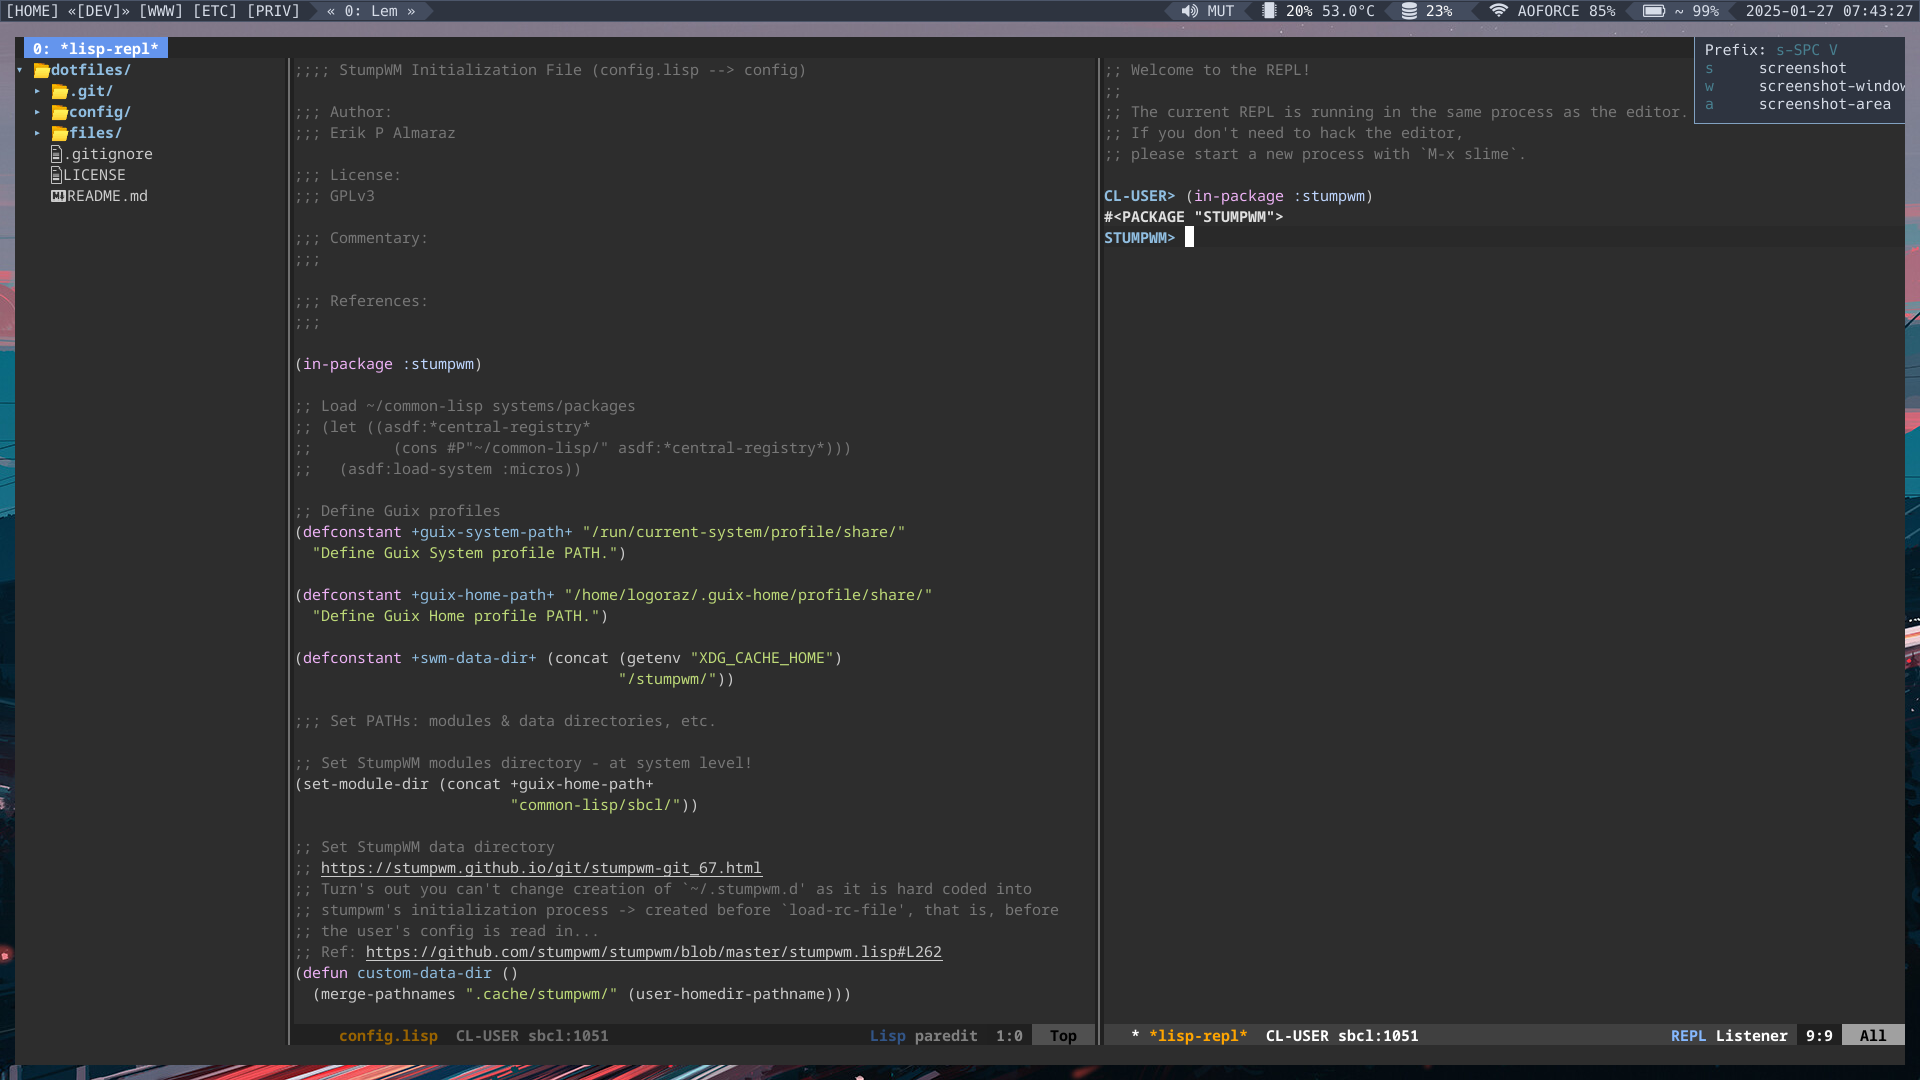 [HOME] «[DEV]» [WWW] [ETC] [PRIV] « 0: Lem » MUT 20% 53.0°C 23% AOFORCE 85% ~ 99% 2025-01-27 07:43:27
0: *lisp-repl*
dotfiles/
.git/
config/
files/
.gitignore
LICENSE
README.md
;;;; StumpWM Initialization File (config.lisp --> config)
;;; Author:
;;; Erik P Almaraz
;;; License:
;;; GPLv3
;;; Commentary:
;;;
;;; References:
;;;
(in-package :stumpwm)
;; Load ~/common-lisp systems/packages
;; (let ((asdf:*central-registry*
;;         (cons #P"~/common-lisp/" asdf:*central-registry*)))
;;   (asdf:load-system :micros))
;; Define Guix profiles
(defconstant +guix-system-path+ "/run/current-system/profile/share/"
  "Define Guix System profile PATH.")
(defconstant +guix-home-path+ "/home/logoraz/.guix-home/profile/share/"
  "Define Guix Home profile PATH.")
(defconstant +swm-data-dir+ (concat (getenv "XDG_CACHE_HOME")
                                    "/stumpwm/"))
;;; Set PATHs: modules & data directories, etc.
;; Set StumpWM modules directory - at system level!
(set-module-dir (concat +guix-home-path+
                        "common-lisp/sbcl/"))
;; Set StumpWM data directory
;; https://stumpwm.github.io/git/stumpwm-git_67.html
;; Turn's out you can't change creation of `~/.stumpwm.d' as it is hard coded into
;; stumpwm's initialization process -> created before `load-rc-file', that is, before
;; the user's config is read in...
;; Ref: https://github.com/stumpwm/stumpwm/blob/master/stumpwm.lisp#L262
(defun custom-data-dir ()
  (merge-pathnames ".cache/stumpwm/" (user-homedir-pathname)))
config.lisp CL-USER sbcl:1051 Lisp paredit 1:0 Top
;; Welcome to the REPL!
;;
;; The current REPL is running in the same process as the editor.
;; If you don't need to hack the editor,
;; please start a new process with `M-x slime`.
CL-USER> (in-package :stumpwm)
#<PACKAGE "STUMPWM">
STUMPWM>
* *lisp-repl* CL-USER sbcl:1051 REPL Listener 9:9 All
Prefix: s-SPC V
s screenshot
w screenshot-window
a screenshot-area